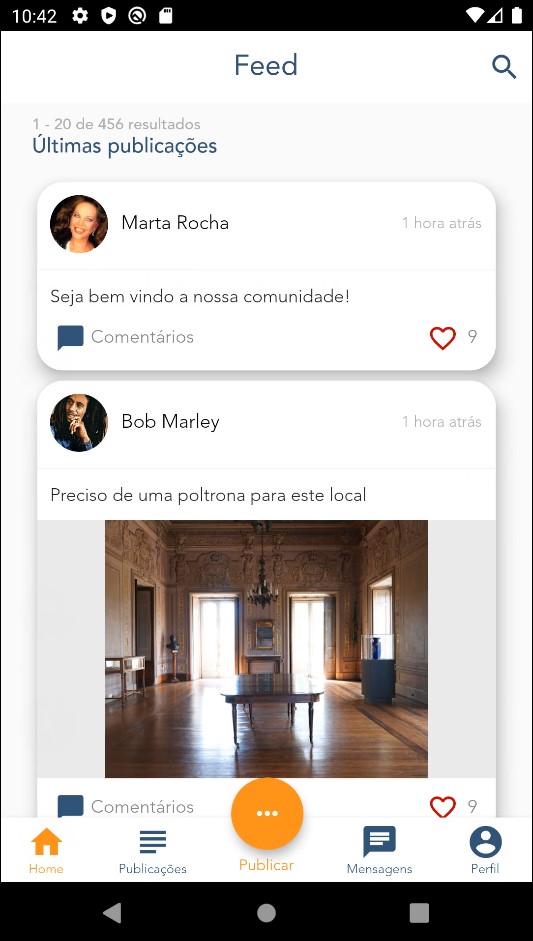 10:42
Feed
1 - 20 de 456 resultados
Últimas publicações
Marta Rocha
1 hora atrás
Seja bem vindo a nossa comunidade!
Comentários
9
Bob Marley
1 hora atrás
Preciso de uma poltrona para este local
Comentários
9
Home
Publicações
Publicar
Mensagens
Perfil